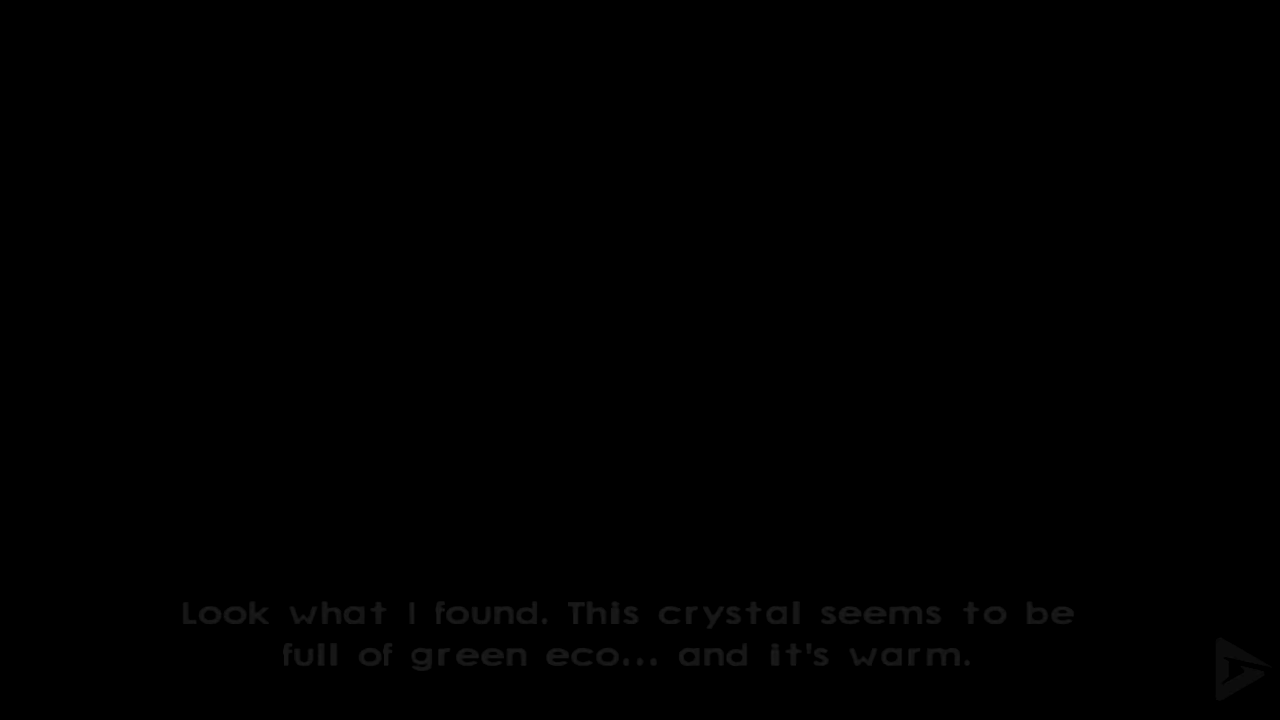 Look what I found. This crystal seems to be
full of green eco... and it's warm.